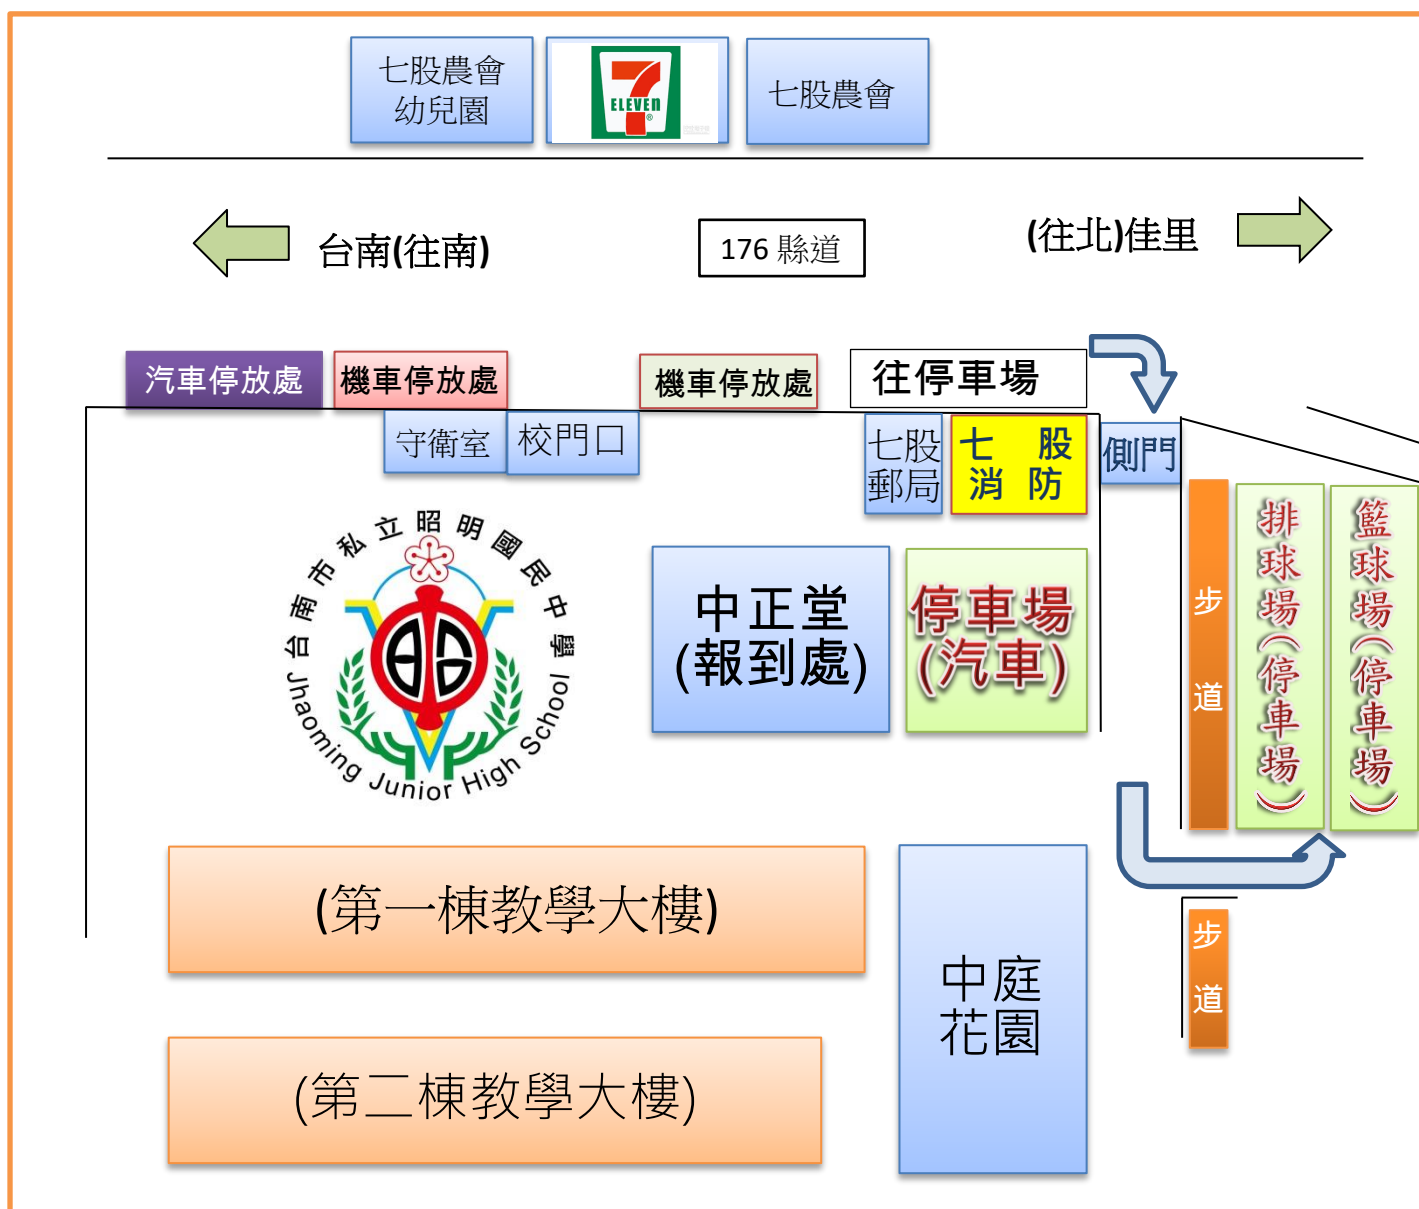 七股農會
幼兒園
7
ELEVEN
®
七股農會
台南(往南)
176 縣道
(往北)佳里
汽車停放處
機車停放處
機車停放處
往停車場
守衛室
校門口
七股
郵局
七 股
消 防
側門
台南市私立昭明國民中學
Jhaoming Junior High School
中正堂
(報到處)
停車場
(汽車)
步道
排球場(停車場)
籃球場(停車場)
(第一棟教學大樓)
中庭
花園
步道
(第二棟教學大樓)